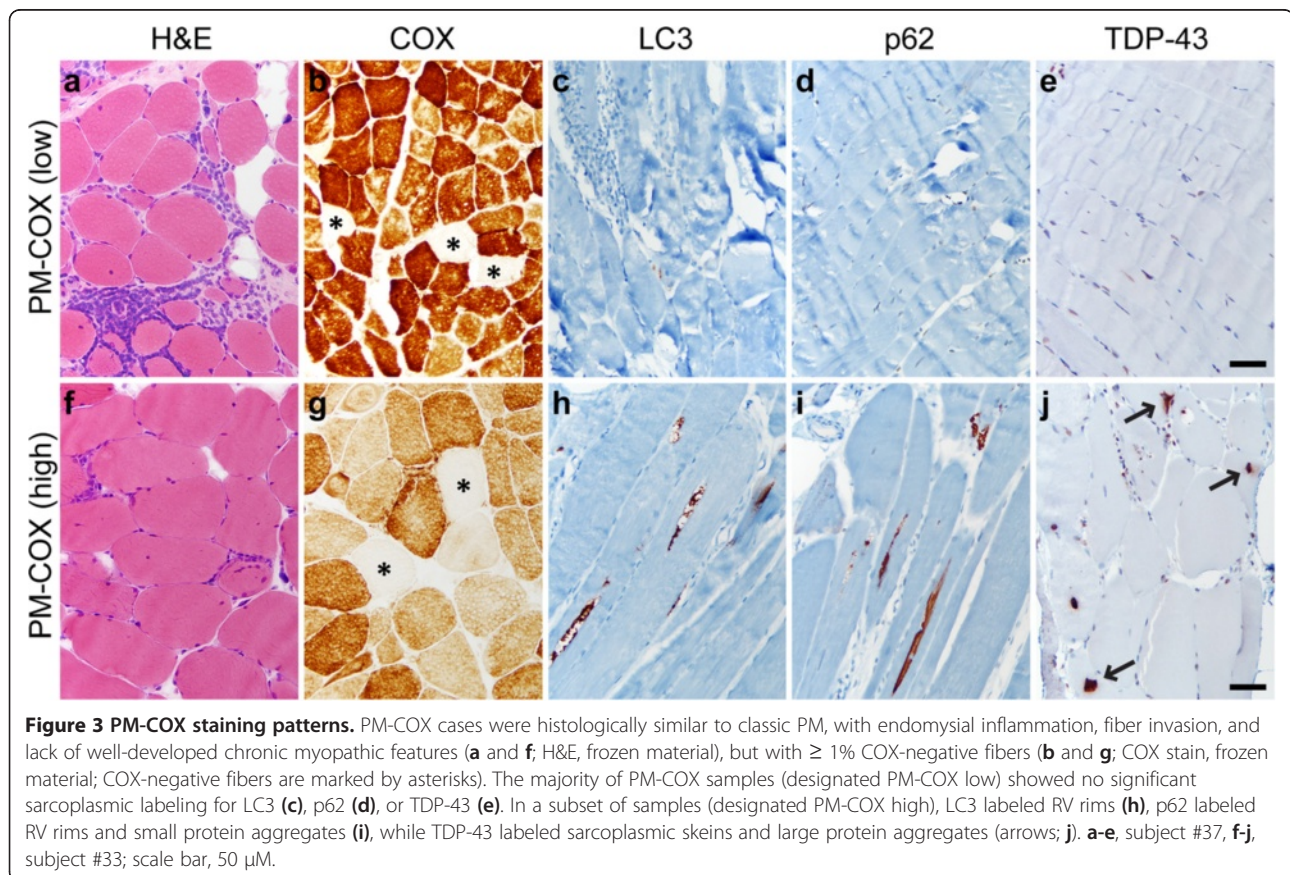 H&E COX LC3 p62 TDP-43
PM-COX (low)
a b c d e
* * *
PM-COX (high)
f g h i j
* *
Figure 3 PM-COX staining patterns. PM-COX cases were histologically similar to classic PM, with endomysial inflammation, fiber invasion, and
lack of well-developed chronic myopathic features (a and f; H&E, frozen material), but with ≥ 1% COX-negative fibers (b and g; COX stain, frozen
material; COX-negative fibers are marked by asterisks). The majority of PM-COX samples (designated PM-COX low) showed no significant
sarcoplasmic labeling for LC3 (c), p62 (d), or TDP-43 (e). In a subset of samples (designated PM-COX high), LC3 labeled RV rims (h), p62 labeled
RV rims and small protein aggregates (i), while TDP-43 labeled sarcoplasmic skeins and large protein aggregates (arrows; j). a-e, subject #37, f-j,
subject #33; scale bar, 50 μM.